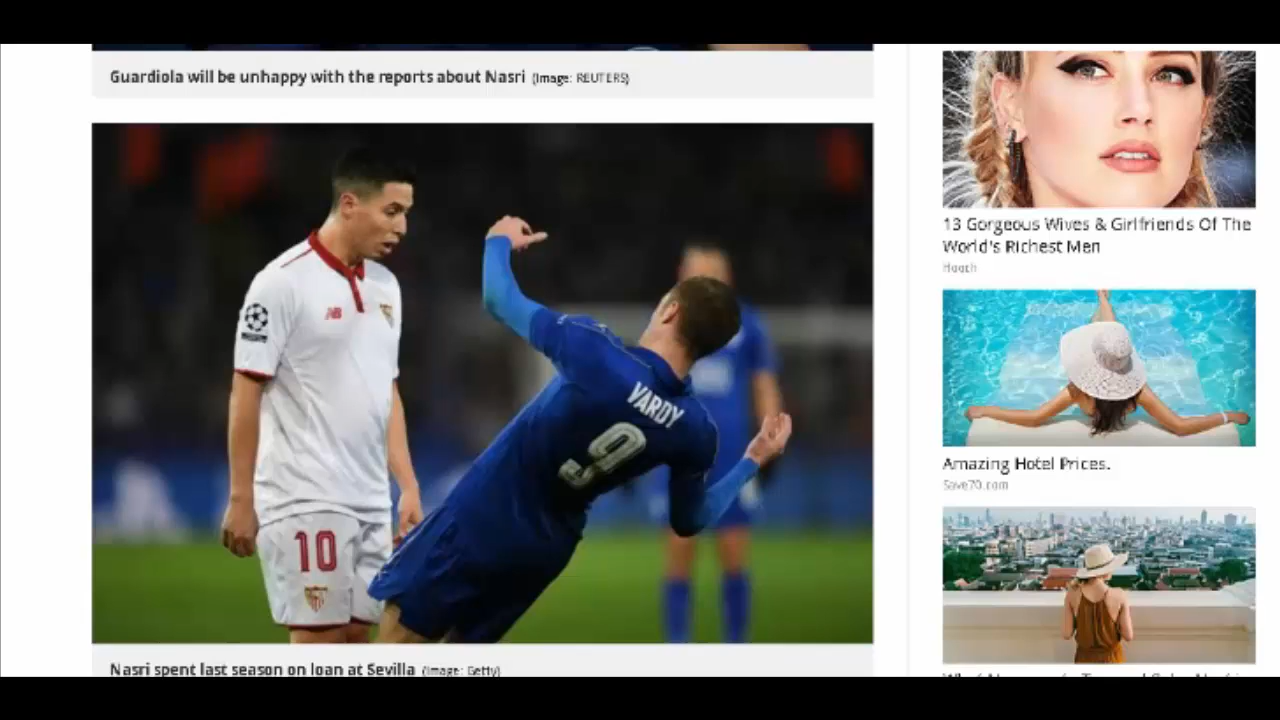 Guardiola will be unhappy with the reports about Nasri (Image: REUTERS)
NB
VARDY
9
10
Nasri spent last season on loan at Sevilla (Image: Getty)
13 Gorgeous Wives & Girlfriends Of The
World's Richest Men
Hooch
Amazing Hotel Prices.
Save70.com